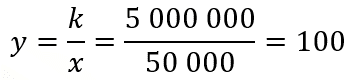 y = k/x = 5 000 000/50 000 = 100